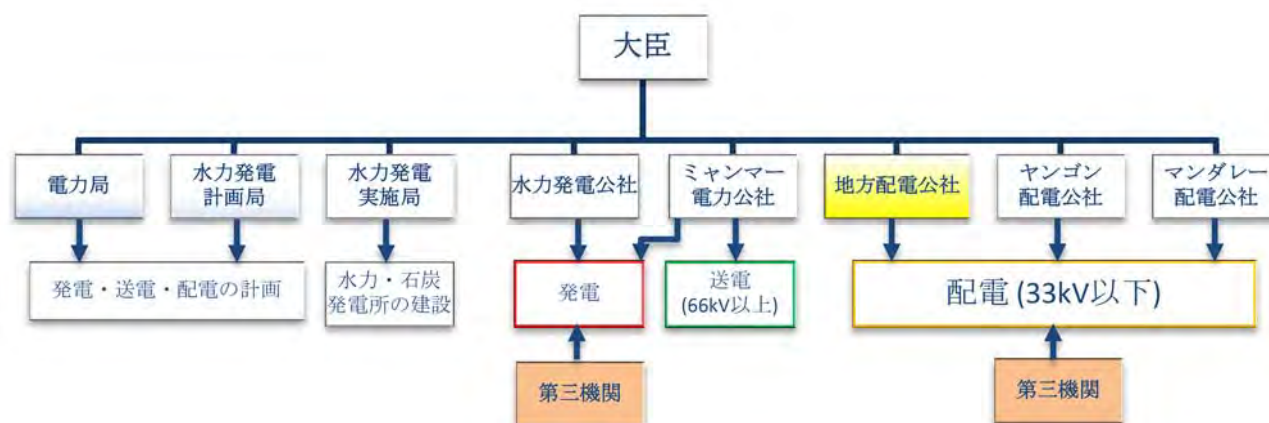 大臣
電力局
水力発電
計画局
水力発電
実施局
水力発電公社
ミャンマー
電力公社
地方配電公社
ヤンゴン
配電公社
マンダレー
配電公社
発電・送電・配電の計画
水力・石炭
発電所の建設
発電
送電
(66kV以上)
配電 (33kV以下)
第三機関
第三機関